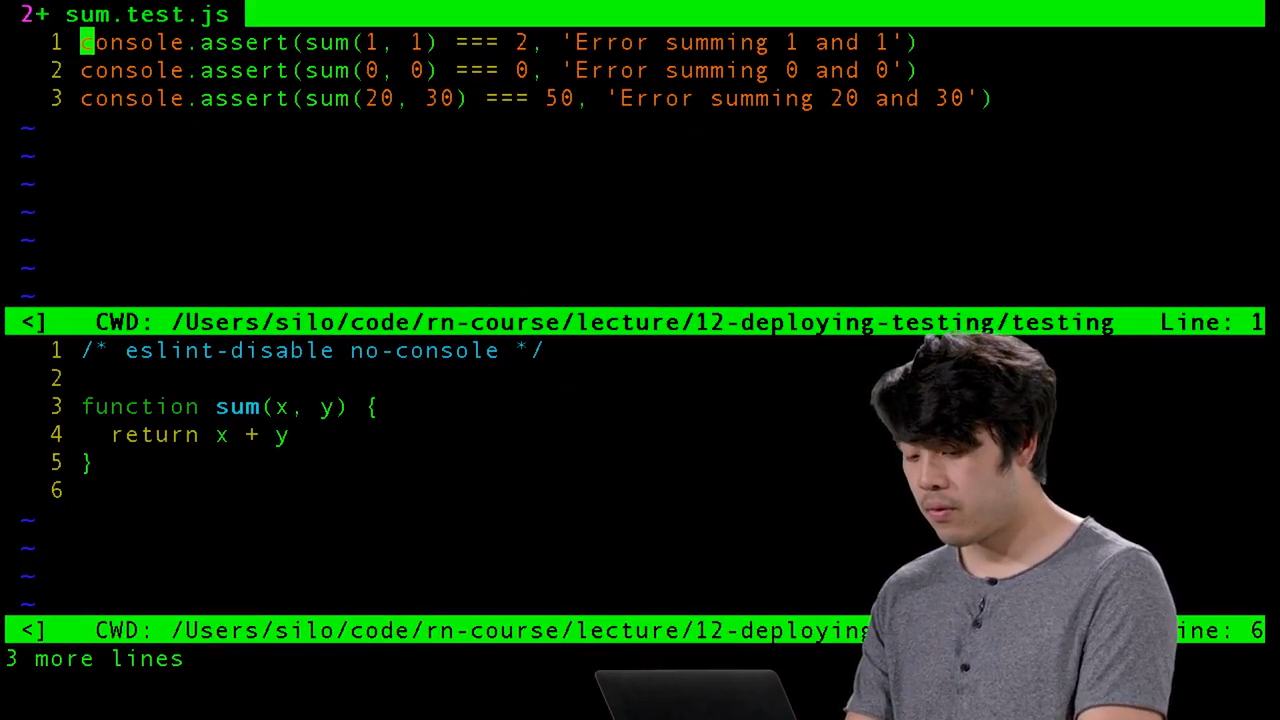 2+ sum.test.js
1 console.assert(sum(1, 1) === 2, 'Error summing 1 and 1')
2 console.assert(sum(0, 0) === 0, 'Error summing 0 and 0')
3 console.assert(sum(20, 30) === 50, 'Error summing 20 and 30')
~
~
~
~
~
~
~
<] CWD: /Users/silo/code/rn-course/lecture/12-deploying-testing/testing Line: 1
1 /* eslint-disable no-console */
2
3 function sum(x, y) {
4   return x + y
5 }
6
~
~
~
~
<] CWD: /Users/silo/code/rn-course/lecture/12-deploying ine: 6
3 more lines